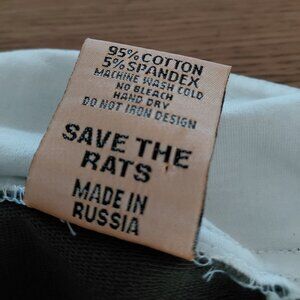 95% COTTON
5% SPANDEX
MACHINE WASH COLD
NO BLEACH
HAND DRY
DO NOT IRON DESIGN
SAVE THE
RATS
MADE IN
RUSSIA